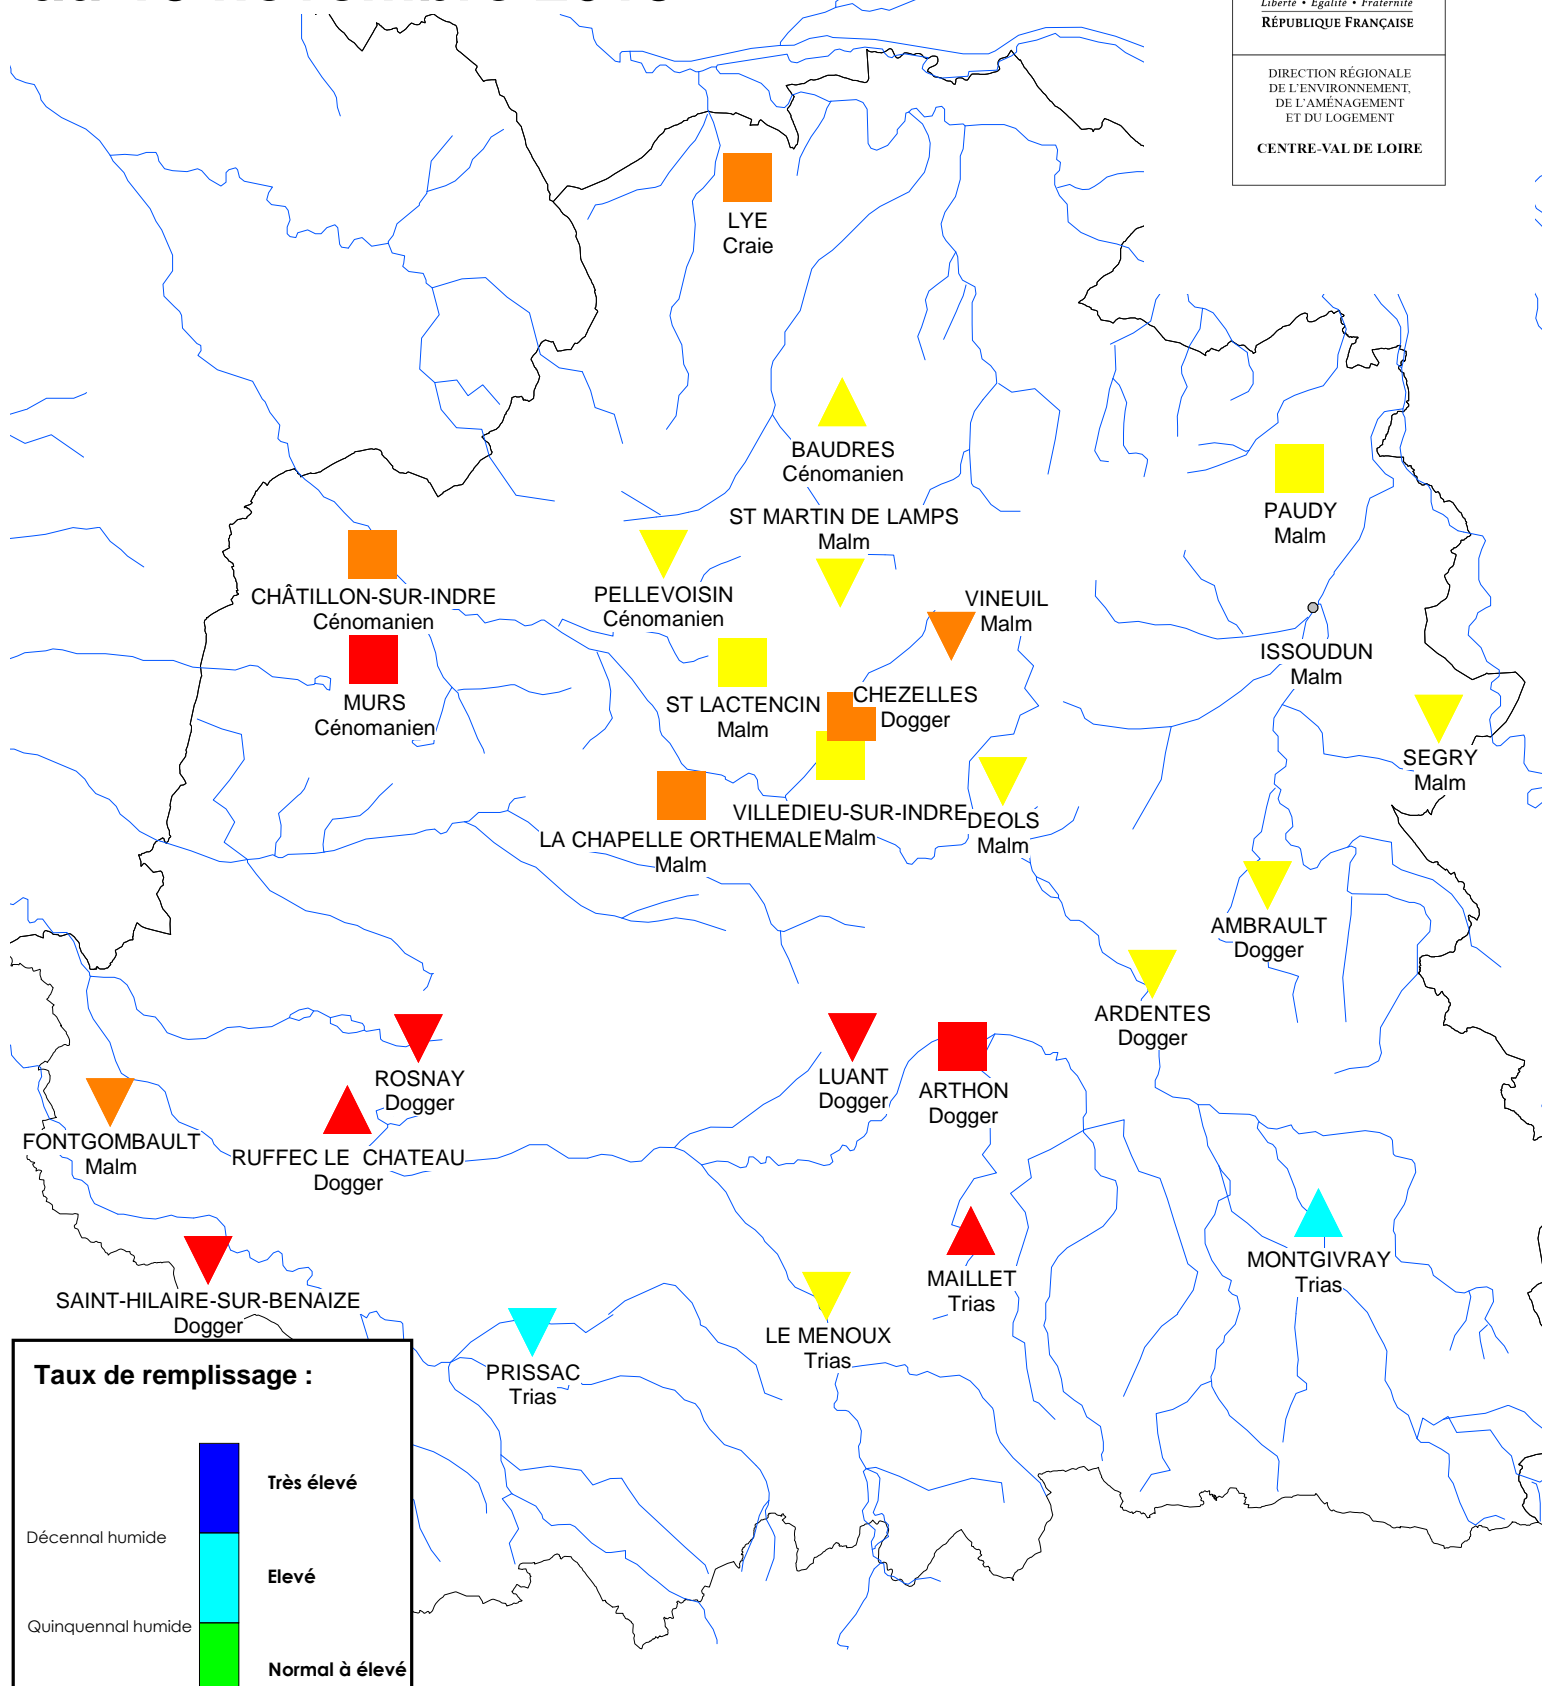 Liberté • Égalité • Fraternité
RÉPUBLIQUE FRANÇAISE
DIRECTION RÉGIONALE
DE L'ENVIRONNEMENT,
DE L'AMÉNAGEMENT
ET DU LOGEMENT
CENTRE-VAL DE LOIRE
LYE
Craie
BAUDRES
Cénomanien
ST MARTIN DE LAMPS
Malm
PAUDY
Malm
CHÂTILLON-SUR-INDRE
Cénomanien
PELLEVOISIN
Cénomanien
VINEUIL
Malm
ISSOUDUN
Malm
MURS
Cénomanien
ST LACTENCIN
Malm
CHEZELLES
Dogger
SEGRY
Malm
VILLEDIEU-SUR-INDRE
Malm
DEOLS
Malm
LA CHAPELLE ORTHEMALE
Malm
AMBRAULT
Dogger
ARDENTES
Dogger
ROSNAY
Dogger
LUANT
Dogger
ARTHON
Dogger
FONTGOMBAULT
Malm
RUFFEC LE CHATEAU
Dogger
MAILLET
Trias
MONTGIVRAY
Trias
SAINT-HILAIRE-SUR-BENAIZE
Dogger
LE MENOUX
Trias
PRISSAC
Trias
Taux de remplissage :
Très élevé
Décennal humide
Elevé
Quinquennal humide
Normal à élevé